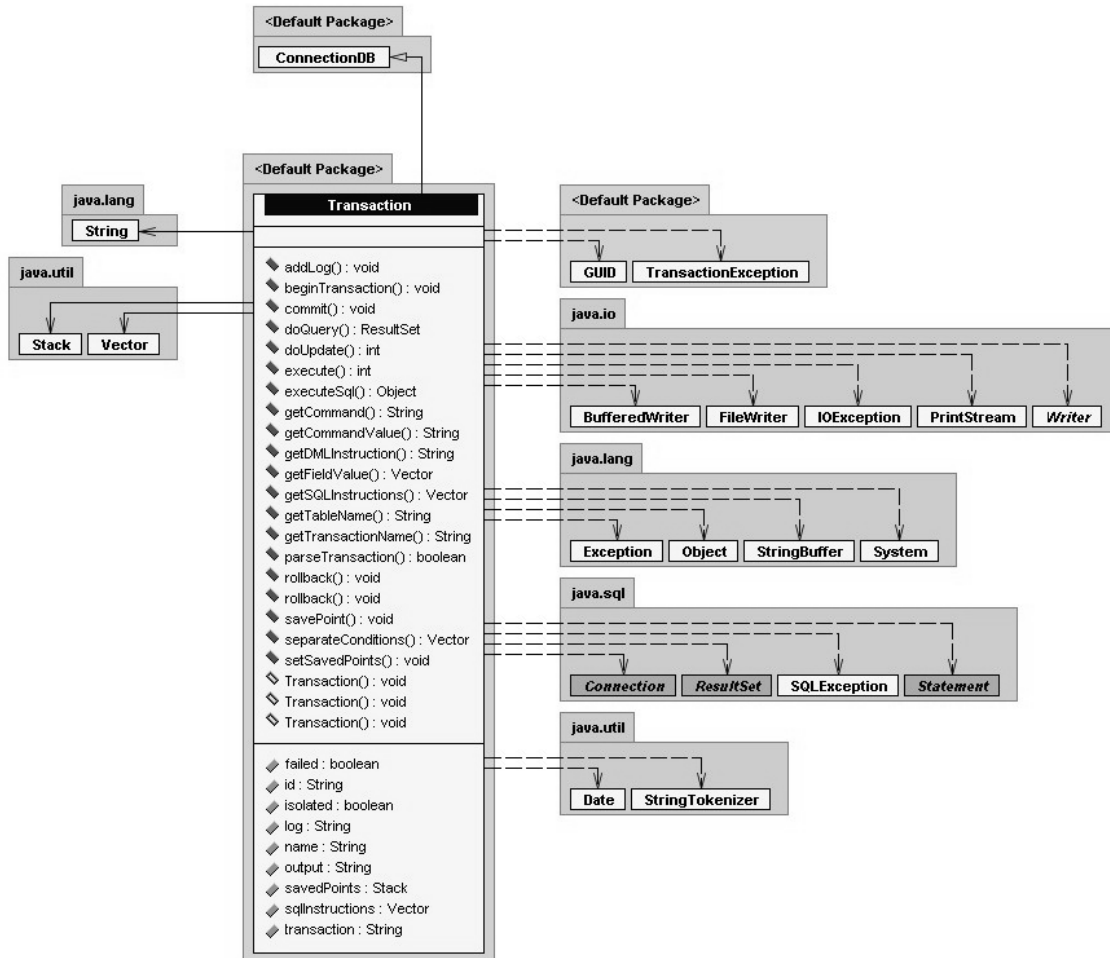 <Default Package>
ConnectionDB
<Default Package>
Transaction
java.lang
String
java.util
Stack Vector
addLog() : void
beginTransaction() : void
commit() : void
doQuery() : ResultSet
doUpdate() : int
execute() : int
executeSql() : Object
getCommand() : String
getCommandValue() : String
getDMLInstruction() : String
getFieldValue() : Vector
getSQLInstructions() : Vector
getTableName() : String
getTransactionName() : String
parseTransaction() : boolean
rollback() : void
rollback() : void
savePoint() : void
separateConditions() : Vector
setSavedPoints() : void
Transaction() : void
Transaction() : void
Transaction() : void
failed : boolean
id : String
isolated : boolean
log : String
name : String
output : String
savedPoints : Stack
sqlInstructions : Vector
transaction : String
<Default Package>
GUID TransactionException
java.io
BufferedWriter FileWriter IOException PrintStream Writer
java.lang
Exception Object StringBuffer System
java.sql
Connection ResultSet SQLException Statement
java.util
Date StringTokenizer